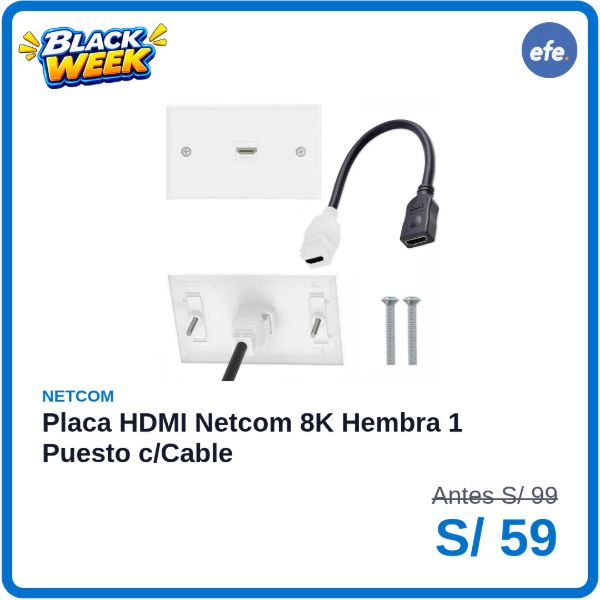 BLACK
WEEK
efe.
NETCOM
Placa HDMI Netcom 8K Hembra 1
Puesto c/Cable
Antes S/ 99
S/ 59